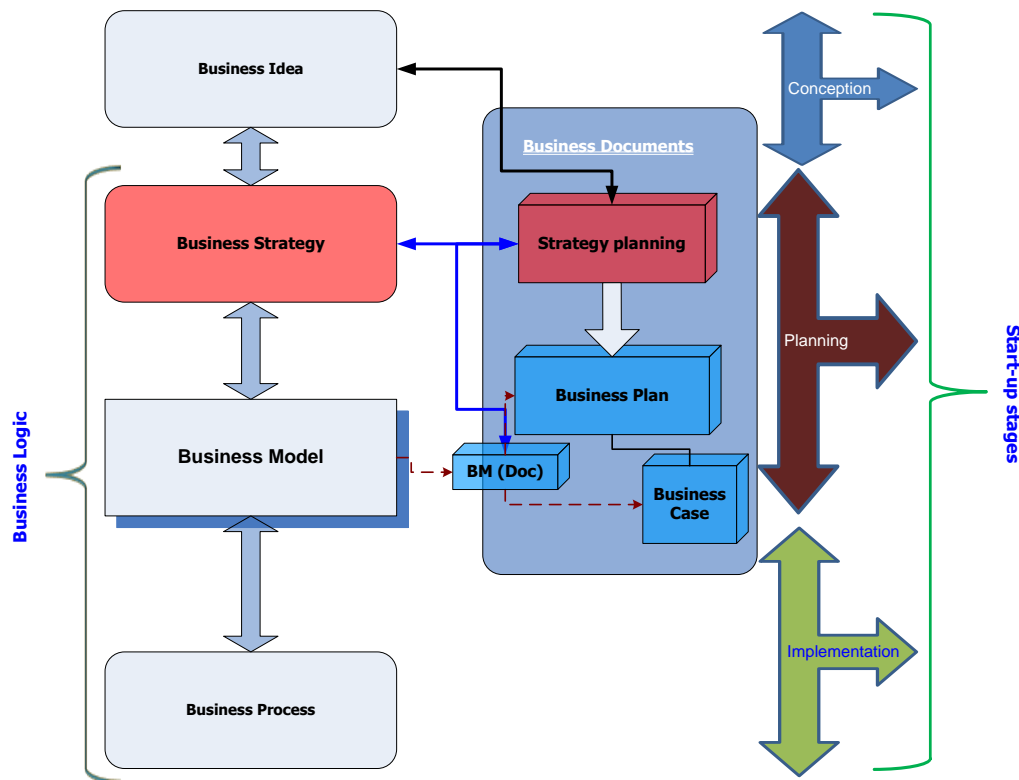 Business Idea
Conception
Business Documents
Business Strategy
Strategy planning
Planning
Start-up stages
Business Plan
Business Logic
Business Model
BM (Doc)
Business
Case
Implementation
Business Process